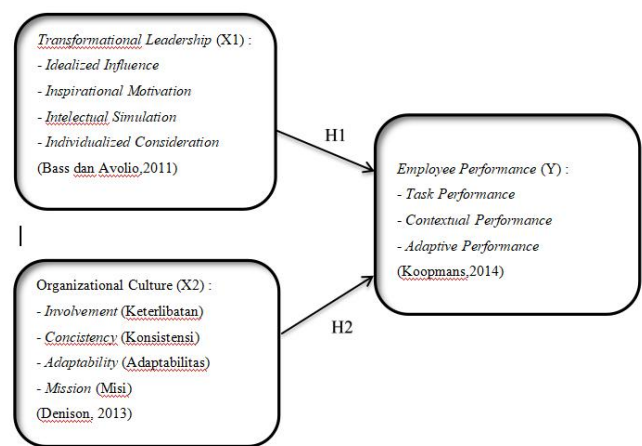 Transformational Leadership (X1) :
- Idealized Influence
- Inspirational Motivation
- Intelectual Simulation
- Individualized Consideration
(Bass dan Avolio,2011)
H1
Employee Performance (Y) :
- Task Performance
- Contextual Performance
- Adaptive Performance
(Koopmans,2014)
Organizational Culture (X2) :
- Involvement (Keterlibatan)
- Concistency (Konsistensi)
- Adaptability (Adaptabilitas)
- Mission (Misi)
(Denison, 2013)
H2